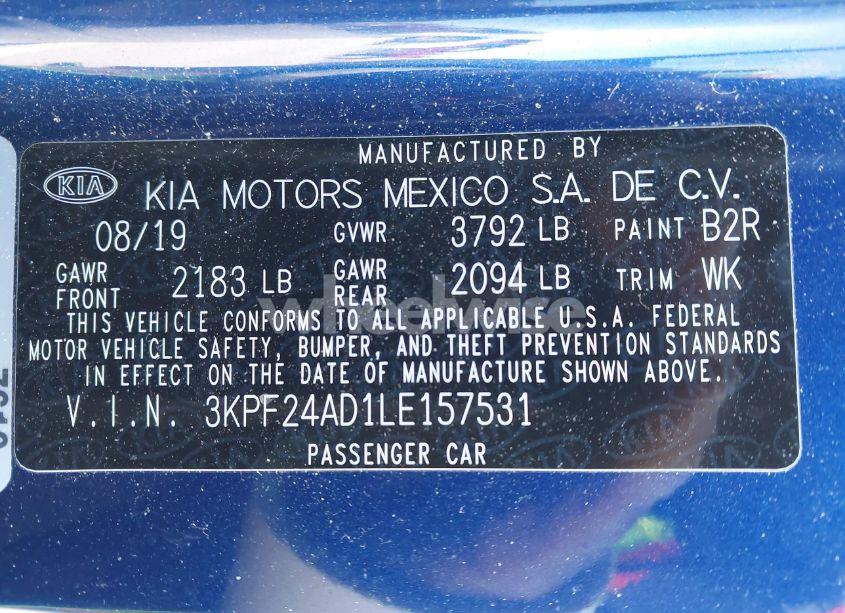 MANUFACTURED BY
KIA KIA MOTORS MEXICO S.A. DE C.V.
08/19 GVWR 3792 LB PAINT B2R
GAWR FRONT 2183 LB GAWR REAR 2094 LB TRIM WK
wheelwise
THIS VEHICLE CONFORMS TO ALL APPLICABLE U.S.A. FEDERAL
MOTOR VEHICLE SAFETY, BUMPER, AND THEFT PREVENTION STANDARDS
IN EFFECT ON THE DATE OF MANUFACTURE SHOWN ABOVE.
V.I.N. 3KPF24AD1LE157531
PASSENGER CAR